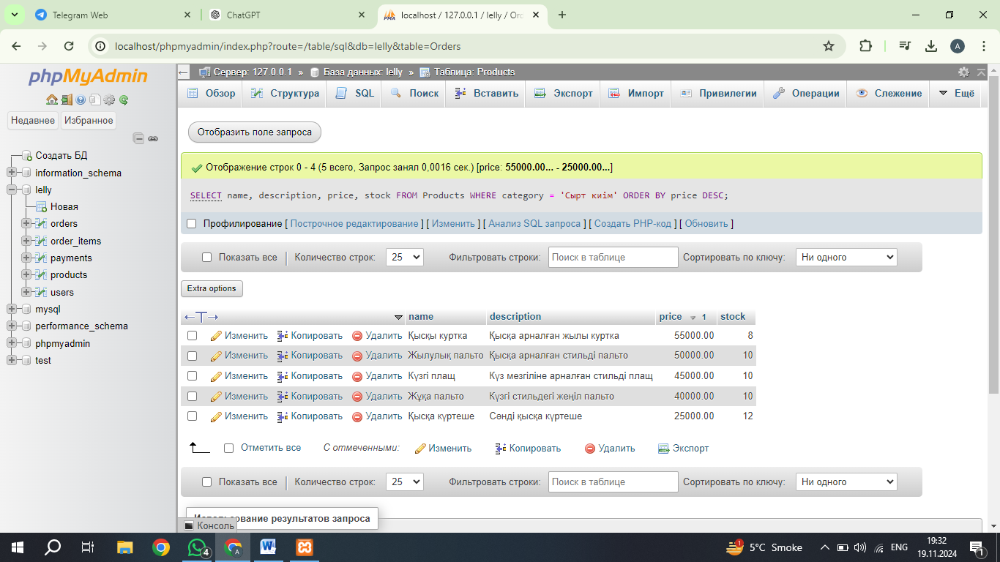 Telegram Web
ChatGPT
localhost / 127.0.0.1 / lelly / Ord
localhost/phpmyadmin/index.php?route=/table/sql&db=lelly&table=Orders
A
phpMyAdmin
Недавнее Избранное
Создать БД
information_schema
lelly
Новая
orders
order_items
payments
products
users
mysql
performance_schema
phpmyadmin
test
Сервер: 127.0.0.1 » База данных: lelly » Таблица: Products
Обзор Структура SQL Поиск Вставить Экспорт Импорт Привилегии Операции Слежение Ещё
Отобразить поле запроса
Отображение строк 0 - 4 (5 всего, Запрос занял 0,0016 сек.) [price: 55000.00... - 25000.00...]
SELECT name, description, price, stock FROM Products WHERE category = 'Сырт киім' ORDER BY price DESC;
Профилирование [ Построчное редактирование ] [ Изменить ] [ Анализ SQL запроса ] [ Создать PHP-код ] [ Обновить ]
Показать все Количество строк: 25 Фильтровать строки: Поиск в таблице Сортировать по ключу: Ни одного
Extra options
←T→ name description price 1 stock
Изменить Копировать Удалить Қысқы куртка Қысқа арналған жылы куртка 55000.00 8
Изменить Копировать Удалить Жылулық пальто Қысқа арналған стильді пальто 50000.00 10
Изменить Копировать Удалить Күзгі плащ Күз мезгіліне арналған стильді плащ 45000.00 10
Изменить Копировать Удалить Жұқа пальто Күзгі стильдегі жеңіл пальто 40000.00 10
Изменить Копировать Удалить Қысқа күртеше Сәнді қысқа күртеше 25000.00 12
Отметить все С отмеченными: Изменить Копировать Удалить Экспорт
Показать все Количество строк: 25 Фильтровать строки: Поиск в таблице Сортировать по ключу: Ни одного
Использование результатов запроса
Консоль
4
A
1
5°C Smoke
ENG
19:32
19.11.2024
1